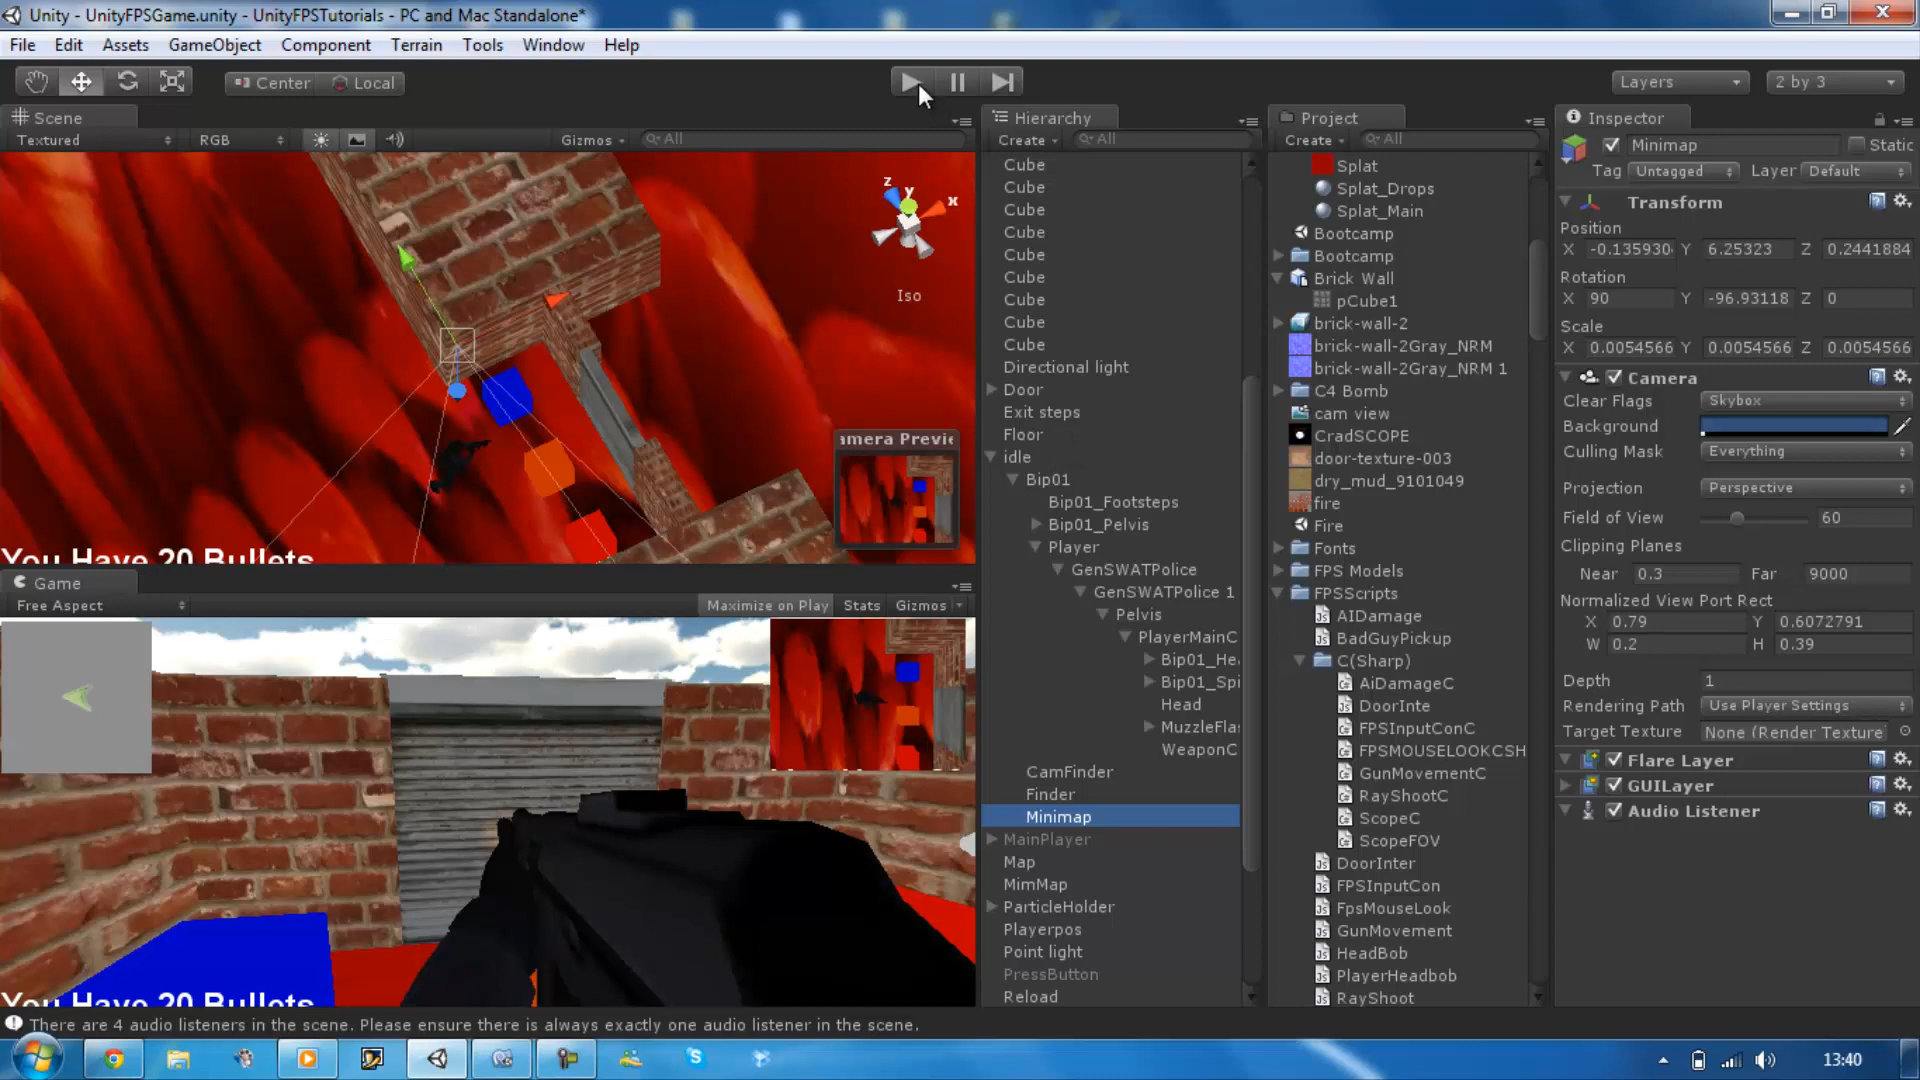 Unity - UnityFPSGame.unity - UnityFPSTutorials - PC and Mac Standalone*
File Edit Assets GameObject Component Terrain Tools Window Help
Center Local
Layers
2 by 3
Scene
Textured RGB Gizmos All
z y x
Iso
amera Previe
You Have 20 Bullets
Game
Free Aspect Maximize on Play Stats Gizmos
You Have 20 Bullets
Hierarchy
Create All
Cube
Cube
Cube
Cube
Cube
Cube
Cube
Cube
Cube
Directional light
Door
Exit steps
Floor
idle
Bip01
Bip01_Footsteps
Bip01_Pelvis
Player
GenSWATPolice
GenSWATPolice 1
Pelvis
PlayerMainC
Bip01_Hea
Bip01_Spi
Head
MuzzleFla
WeaponC
CamFinder
Finder
Minimap
MainPlayer
Map
MimMap
ParticleHolder
Playerpos
Point light
PressButton
Reload
Project
Create All
Splat
Splat_Drops
Splat_Main
Bootcamp
Bootcamp
Brick Wall
pCube1
brick-wall-2
brick-wall-2Gray_NRM
brick-wall-2Gray_NRM 1
C4 Bomb
cam view
CradSCOPE
door-texture-003
dry_mud_9101049
fire
Fire
Fonts
FPS Models
FPSScripts
AIDamage
BadGuyPickup
C(Sharp)
AiDamageC
DoorInte
FPSInputConC
FPSMOUSELOOKCSH
GunMovementC
RayShootC
ScopeC
ScopeFOV
DoorInter
FPSInputCon
FpsMouseLook
GunMovement
HeadBob
PlayerHeadbob
RayShoot
Inspector
Minimap Static
Tag Untagged Layer Default
Transform
Position
X -0.135930 Y 6.25323 Z 0.2441884
Rotation
X 90 Y -96.93118 Z 0
Scale
X 0.0054566 Y 0.0054566 Z 0.0054566
Camera
Clear Flags Skybox
Background
Culling Mask Everything
Projection Perspective
Field of View 60
Clipping Planes
Near 0.3 Far 9000
Normalized View Port Rect
X 0.79 Y 0.6072791
W 0.2 H 0.39
Depth 1
Rendering Path Use Player Settings
Target Texture None (Render Texture
Flare Layer
GUILayer
Audio Listener
There are 4 audio listeners in the scene. Please ensure there is always exactly one audio listener in the scene.
13:40